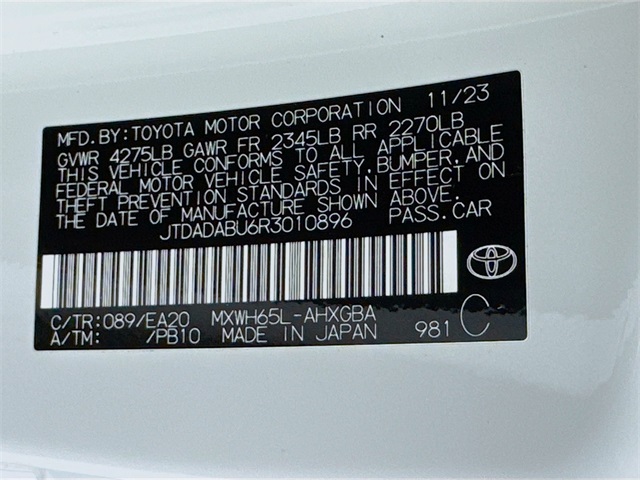 MFD.BY:TOYOTA MOTOR CORPORATION 11/23
GVWR 4275LB GAWR FR 2345LB RR 2270LB
THIS VEHICLE CONFORMS TO ALL APPLICABLE
FEDERAL MOTOR VEHICLE SAFETY,BUMPER,AND
THEFT PREVENTION STANDARDS IN EFFECT ON
THE DATE OF MANUFACTURE SHOWN ABOVE.
JTDADABU6R3010896 PASS.CAR
C/TR:089/EA20 MXWH65L-AHXGBA
A/TM: /PB10 MADE IN JAPAN 981 C